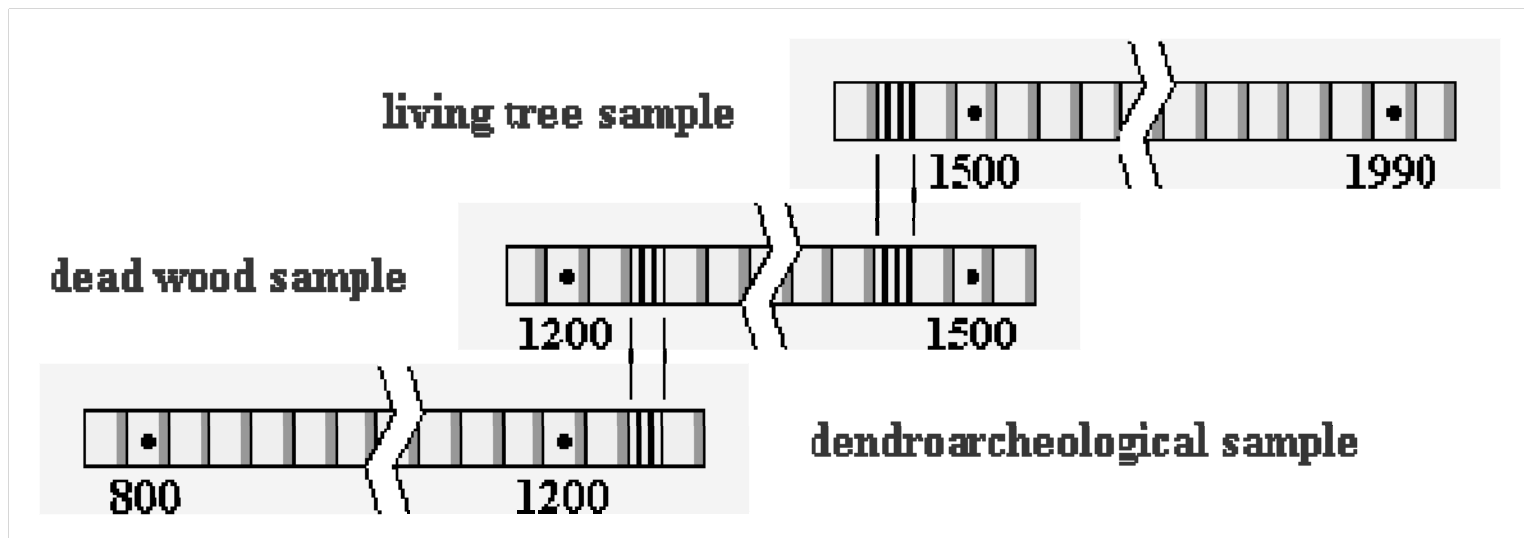 living tree sample
1500
1990
dead wood sample
1200
1500
dendroarcheological sample
800
1200